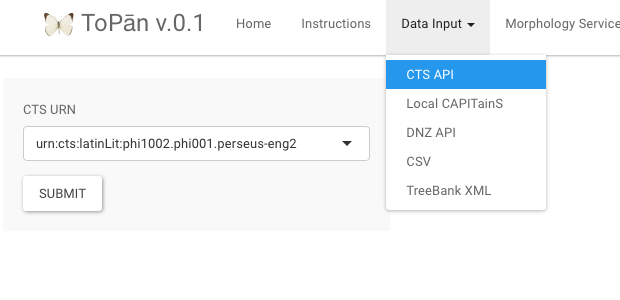 ToPān v.0.1
Home
Instructions
Data Input
Morphology Service
CTS API
Local CAPITainS
DNZ API
CSV
TreeBank XML
CTS URN
urn:cts:latinLit:phi1002.phi001.perseus-eng2
SUBMIT